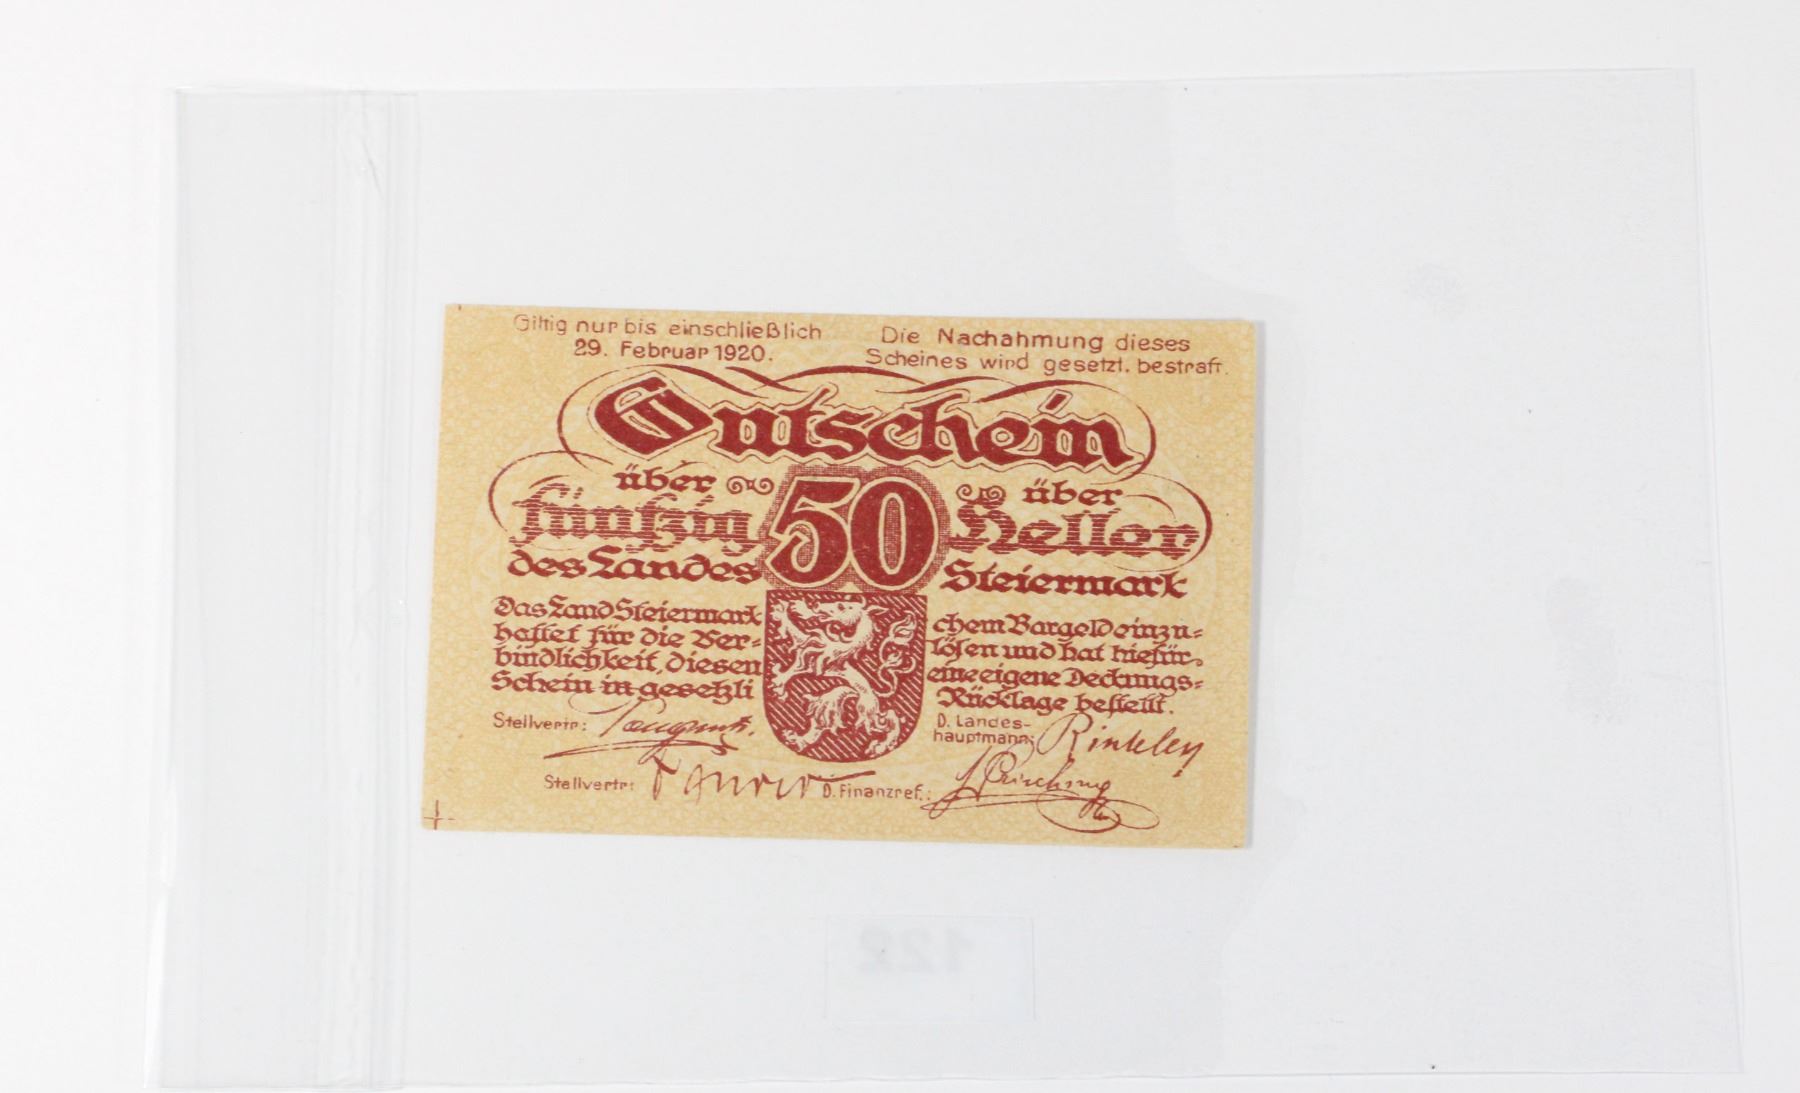 Giltig nur bis einschließlich
29. Februar 1920.
Die Nachahmung dieses
Scheines wird gesetzl. bestraft.
Gutschein
über 50 über
fünfzig Heller
des Landes Steiermark
Das Land Steiermark
haftet für die Ver-
bindlichkeit, diesen
Schein in gesetzli
chem Bargeld einzu-
lösen und hat hiefür
eine eigene Deckungs-
Rücklage bestellt.
Stellvertr:
D. Landes-
hauptmann: Rintelen
Stellvertr:
D. Finanzref.:
122